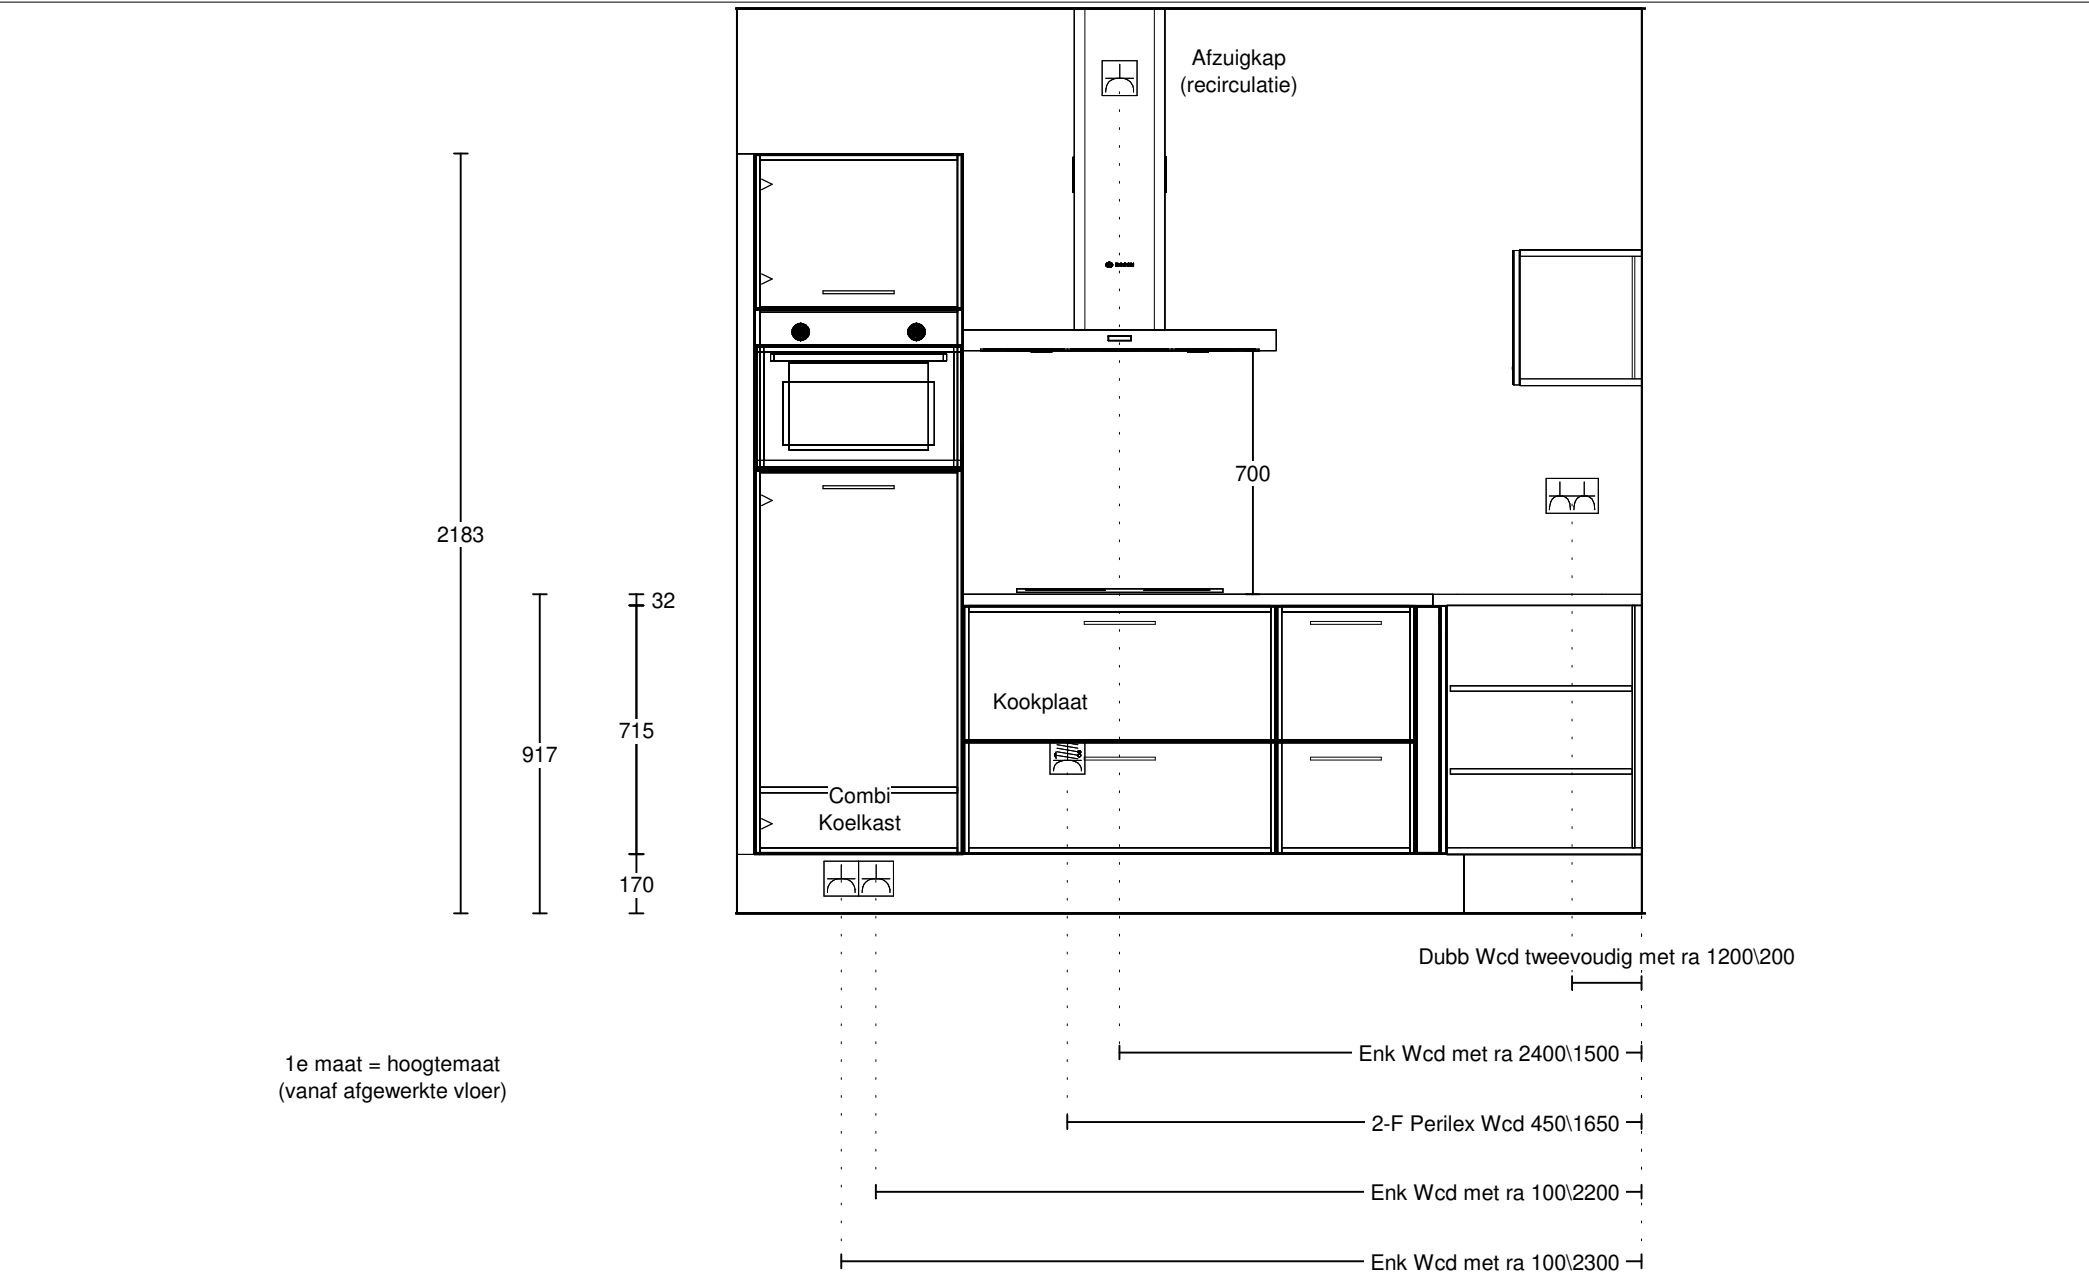 Afzuigkap
(recirculatie)
700
2183
32
715
917
Kookplaat
Combi
Koelkast
170
Dubb Wcd tweevoudig met ra 1200\200
Enk Wcd met ra 2400\1500
1e maat = hoogtemaat
(vanaf afgewerkte vloer)
2-F Perilex Wcd 450\1650
Enk Wcd met ra 100\2200
Enk Wcd met ra 100\2300